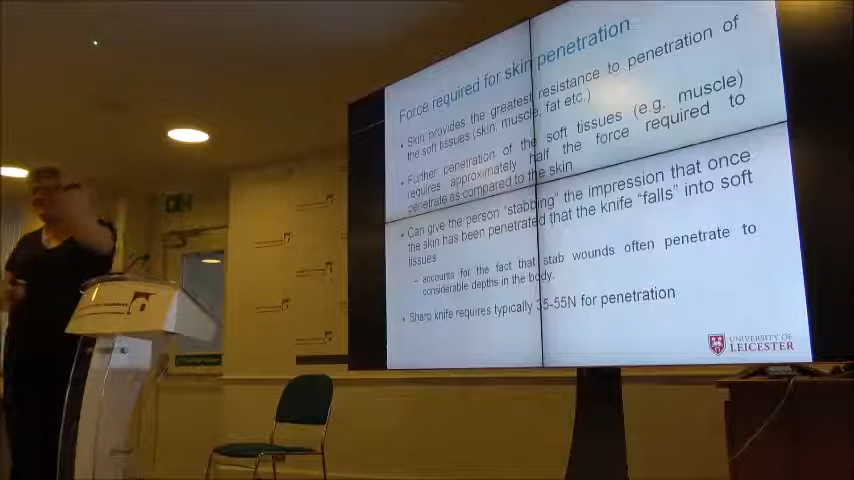 Force required for skin penetration
• Skin provides the greatest resistance to penetration of
the soft tissues (skin, muscle, fat etc.)
• Further penetration of the soft tissues (e.g. muscle)
requires approximately half the force required to
penetrate as compared to the skin
• Can give the person "stabbing" the impression that once
the skin has been penetrated that the knife "falls" into soft
tissues
– accounts for the fact that stab wounds often penetrate to
considerable depths in the body.
• Sharp knife requires typically 35-55N for penetration
UNIVERSITY OF
LEICESTER